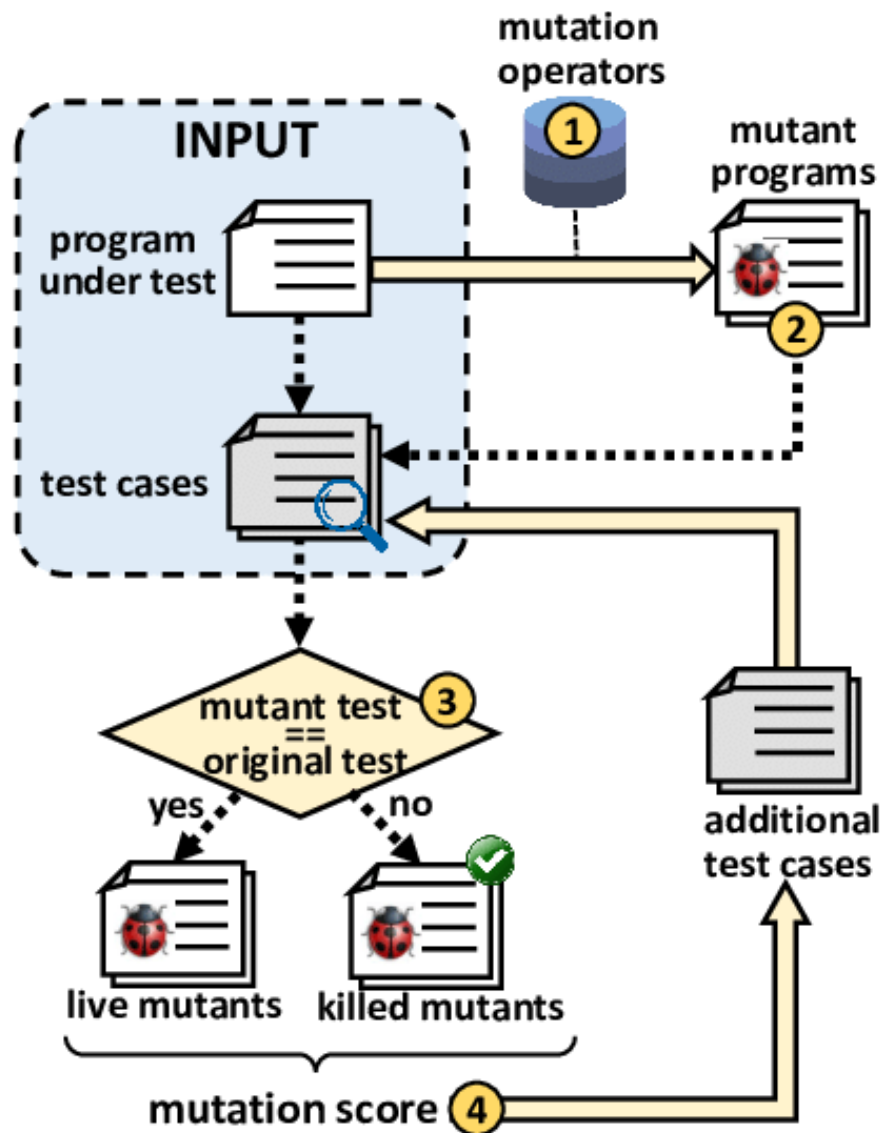 mutation
operators
1
INPUT
mutant
programs
program
under test
2
test cases
mutant test
==
original test
3
yes
no
additional
test cases
live mutants
killed mutants
mutation score
4